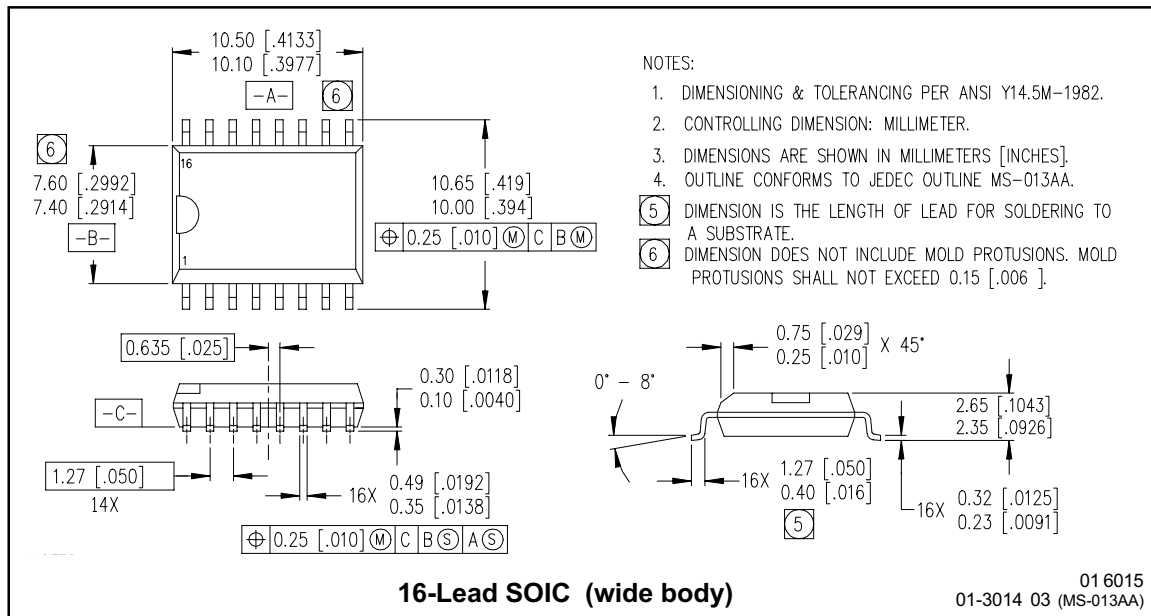 10.50 [.4133]
10.10 [.3977]
-A-
6
6
7.60 [.2992]
7.40 [.2914]
-B-
16
1
10.65 [.419]
10.00 [.394]
⌖ 0.25 [.010] Ⓜ C B Ⓜ
NOTES:
1. DIMENSIONING & TOLERANCING PER ANSI Y14.5M-1982.
2. CONTROLLING DIMENSION: MILLIMETER.
3. DIMENSIONS ARE SHOWN IN MILLIMETERS [INCHES].
4. OUTLINE CONFORMS TO JEDEC OUTLINE MS-013AA.
5 DIMENSION IS THE LENGTH OF LEAD FOR SOLDERING TO
A SUBSTRATE.
6 DIMENSION DOES NOT INCLUDE MOLD PROTUSIONS. MOLD
PROTUSIONS SHALL NOT EXCEED 0.15 [.006 ].
0.635 [.025]
-C-
0.30 [.0118]
0.10 [.0040]
1.27 [.050]
14X
16X 0.49 [.0192]
0.35 [.0138]
⌖ 0.25 [.010] Ⓜ C B Ⓢ A Ⓢ
0.75 [.029]
0.25 [.010] X 45°
0° - 8°
2.65 [.1043]
2.35 [.0926]
16X 1.27 [.050]
0.40 [.016]
5
16X 0.32 [.0125]
0.23 [.0091]
16-Lead SOIC (wide body)
01 6015
01-3014 03 (MS-013AA)